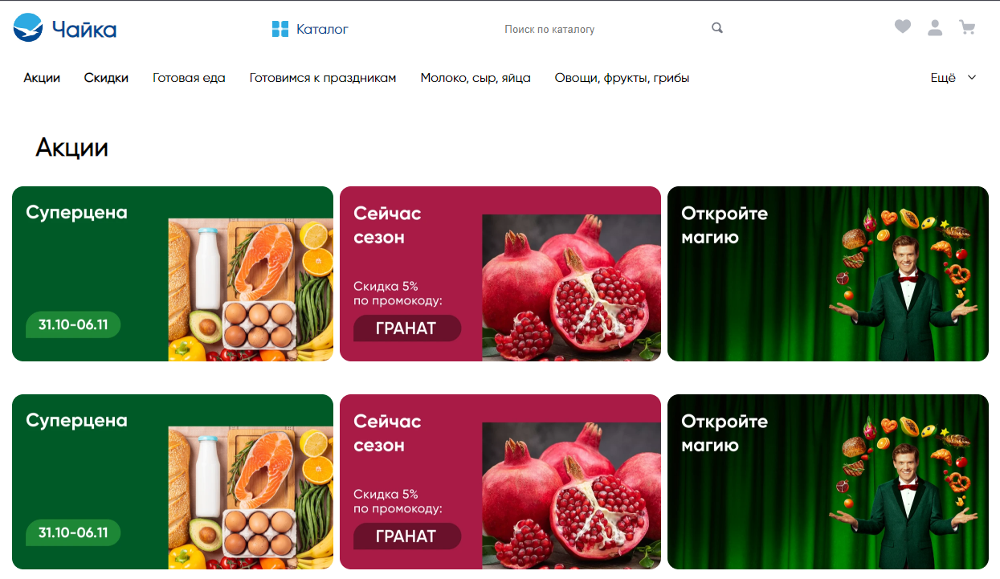 Чайка
Каталог
Поиск по каталогу
Акции
Скидки
Готовая еда
Готовимся к праздникам
Молоко, сыр, яйца
Овощи, фрукты, грибы
Ещё
Акции
Суперцена
31.10-06.11
Сейчас
сезон
Скидка 5%
по промокоду:
ГРАНАТ
Откройте
магию
Суперцена
31.10-06.11
Сейчас
сезон
Скидка 5%
по промокоду:
ГРАНАТ
Откройте
магию